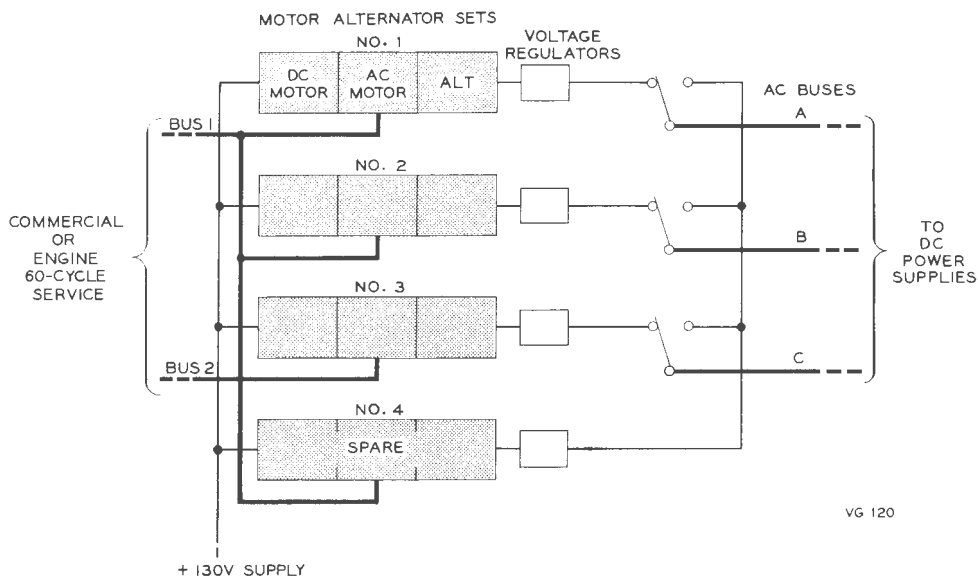 MOTOR ALTERNATOR SETS
NO. 1
VOLTAGE
REGULATORS
DC
MOTOR
AC
MOTOR
ALT
AC BUSES
A
BUS 1
NO. 2
COMMERCIAL
OR
ENGINE
60-CYCLE
SERVICE
B
TO
DC
POWER
SUPPLIES
NO. 3
BUS 2
C
NO. 4
SPARE
VG 120
+ 130V SUPPLY